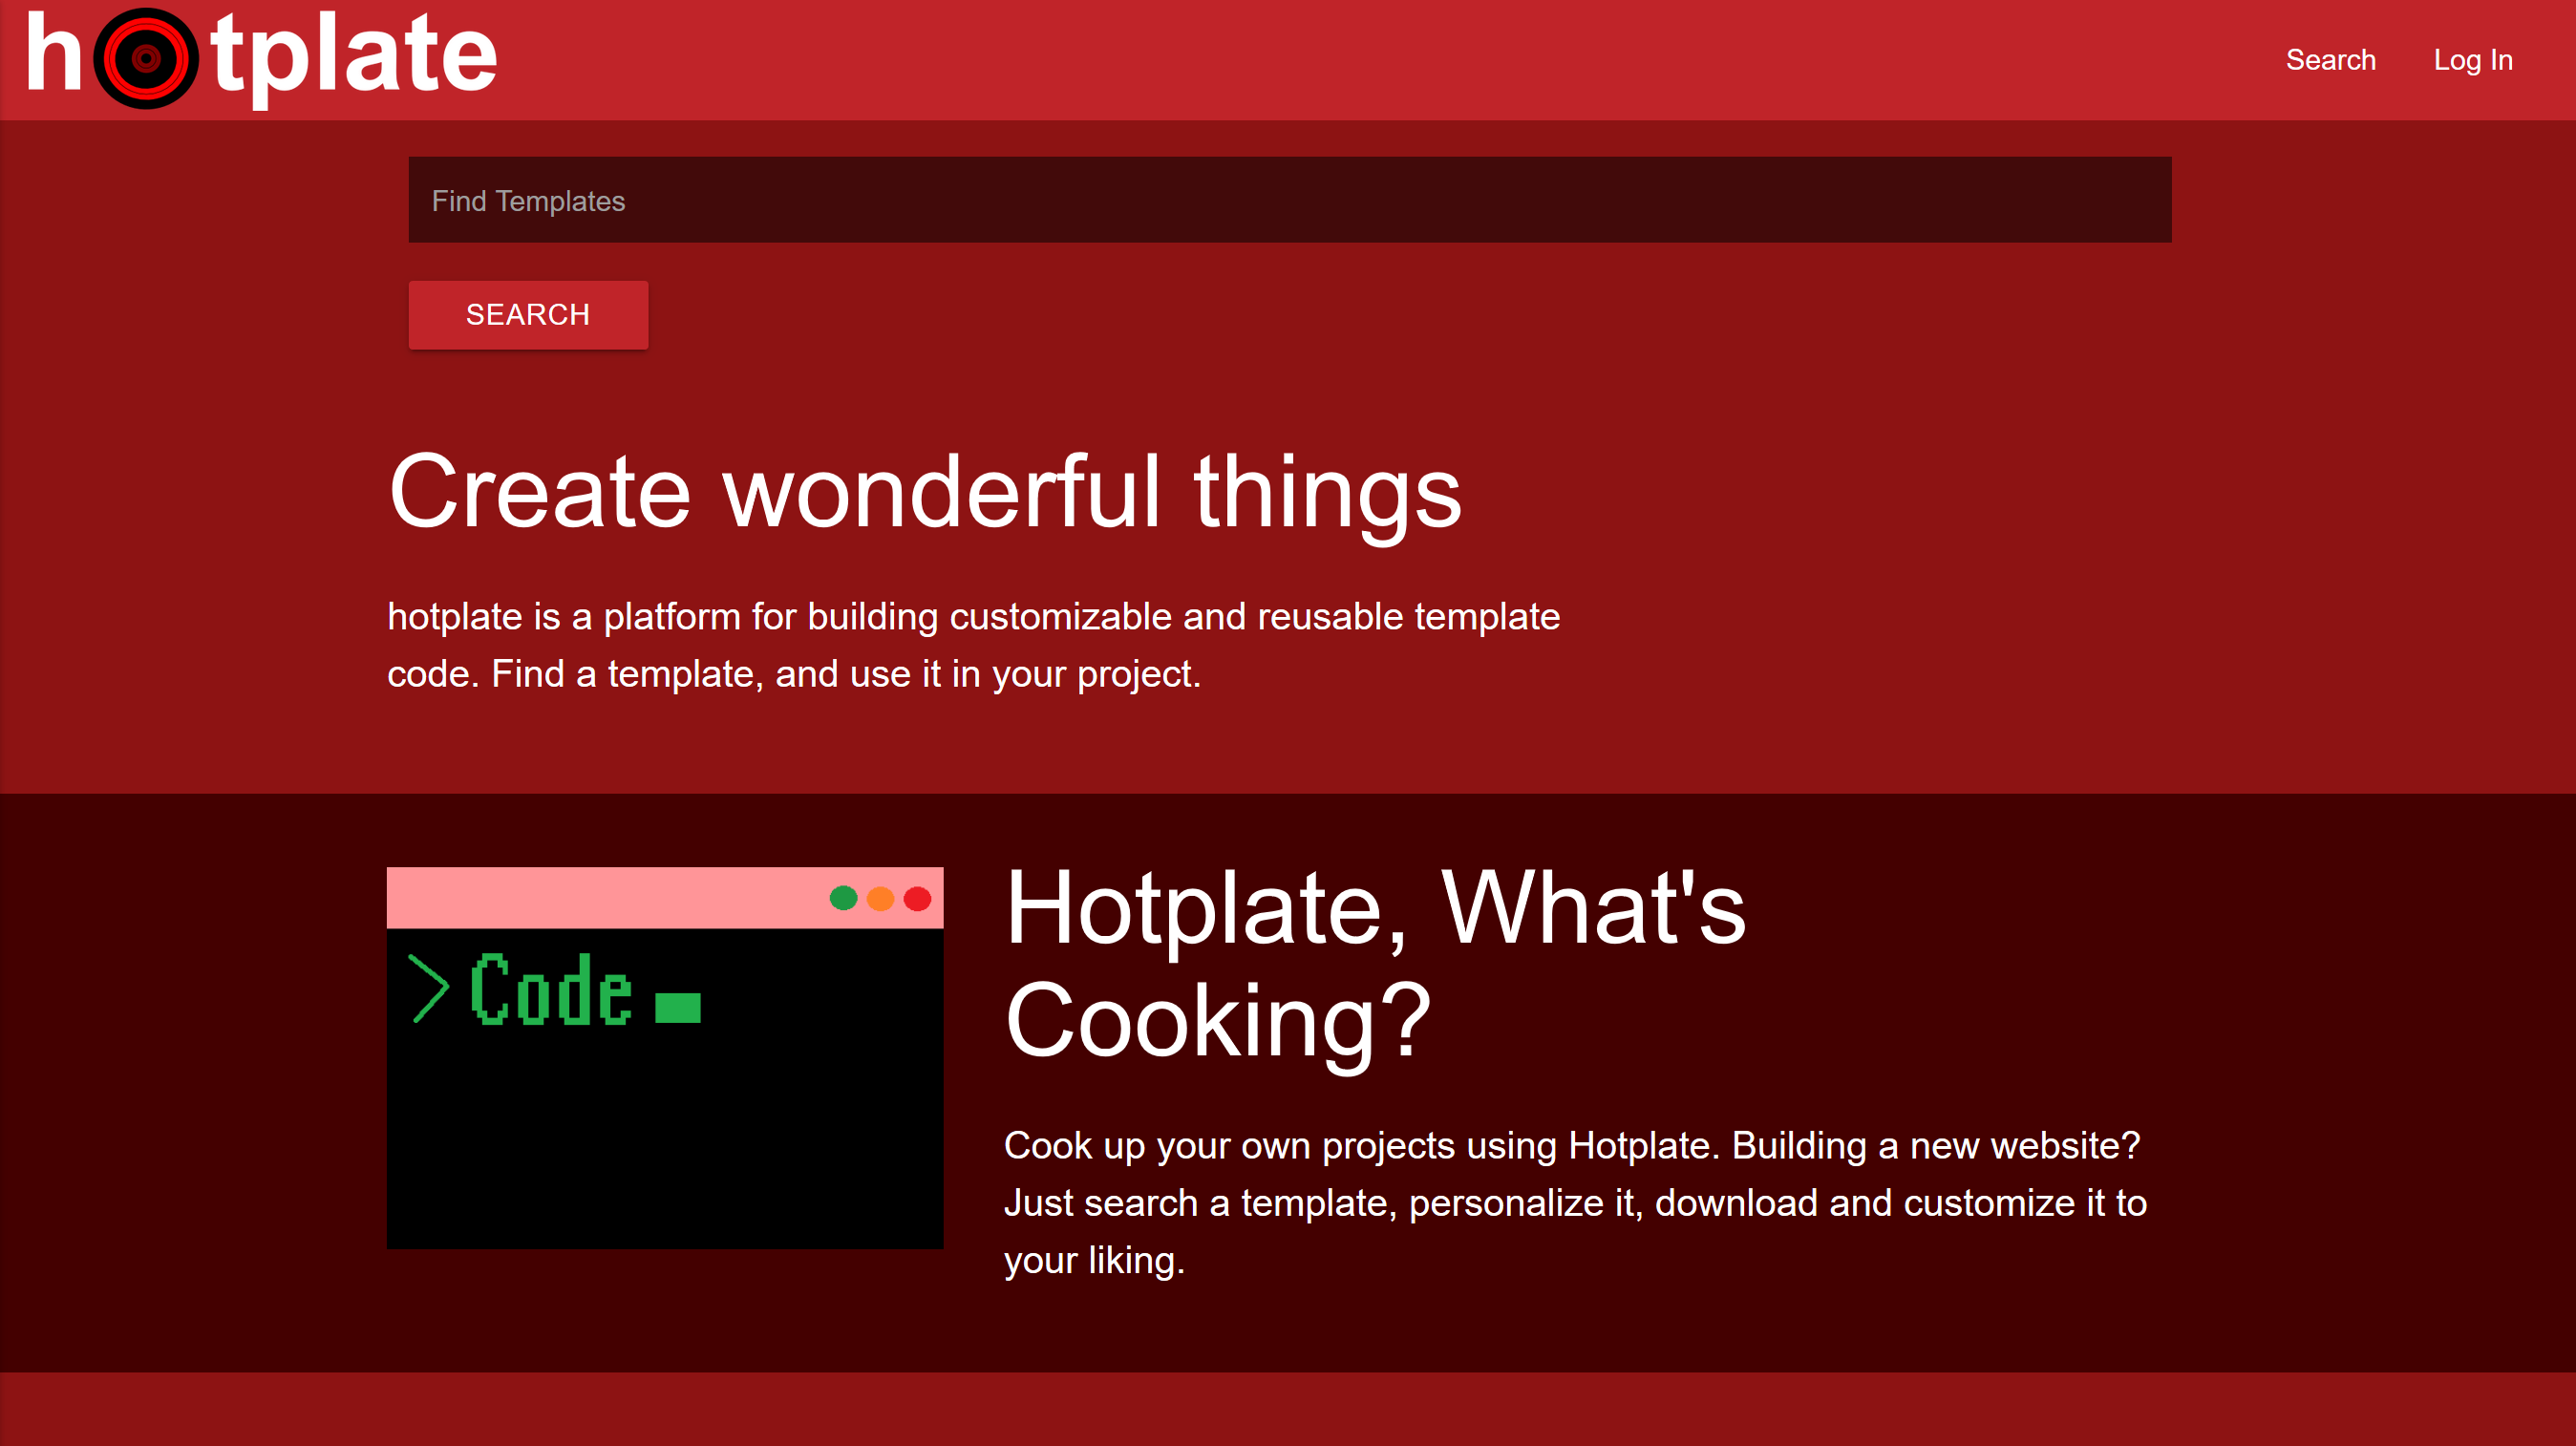 hotplate
Search
Log In
Find Templates
SEARCH
Create wonderful things
hotplate is a platform for building customizable and reusable template
code. Find a template, and use it in your project.
> Code
Hotplate, What's
Cooking?
Cook up your own projects using Hotplate. Building a new website?
Just search a template, personalize it, download and customize it to
your liking.